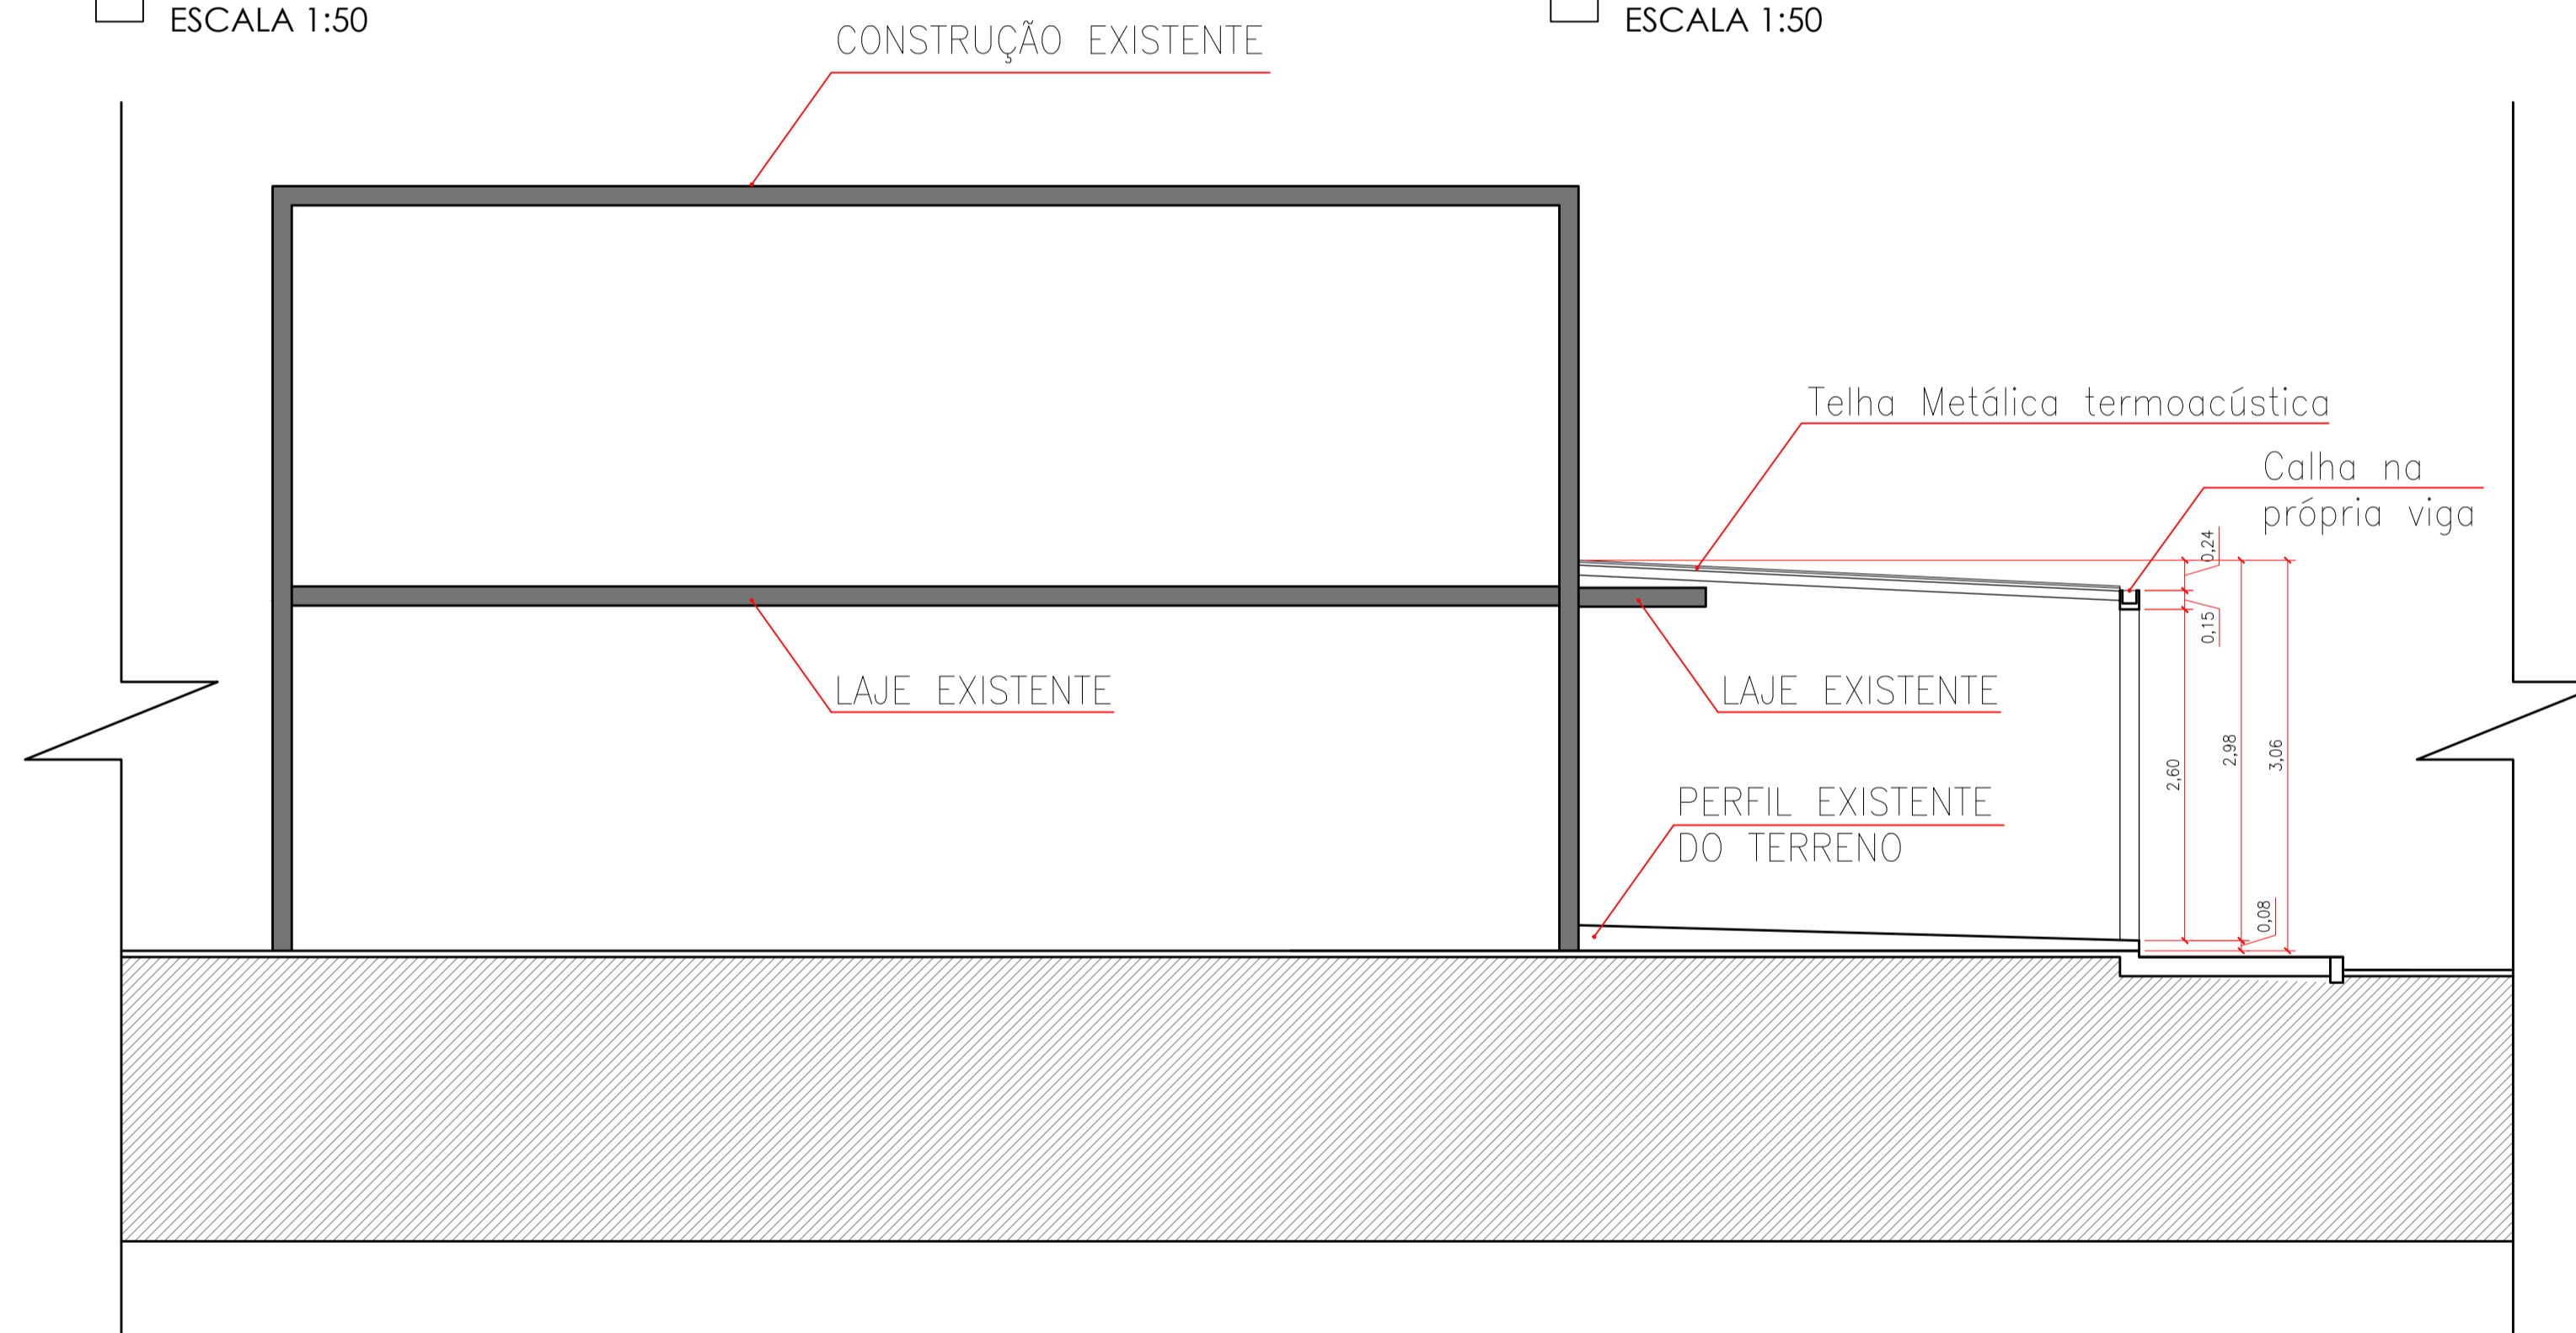 ESCALA 1:50
ESCALA 1:50
CONSTRUÇÃO EXISTENTE
Telha Metálica termoacústica
Calha na
própria viga
0,24
0,15
LAJE EXISTENTE
LAJE EXISTENTE
2,60
2,98
3,06
PERFIL EXISTENTE
DO TERRENO
0,08